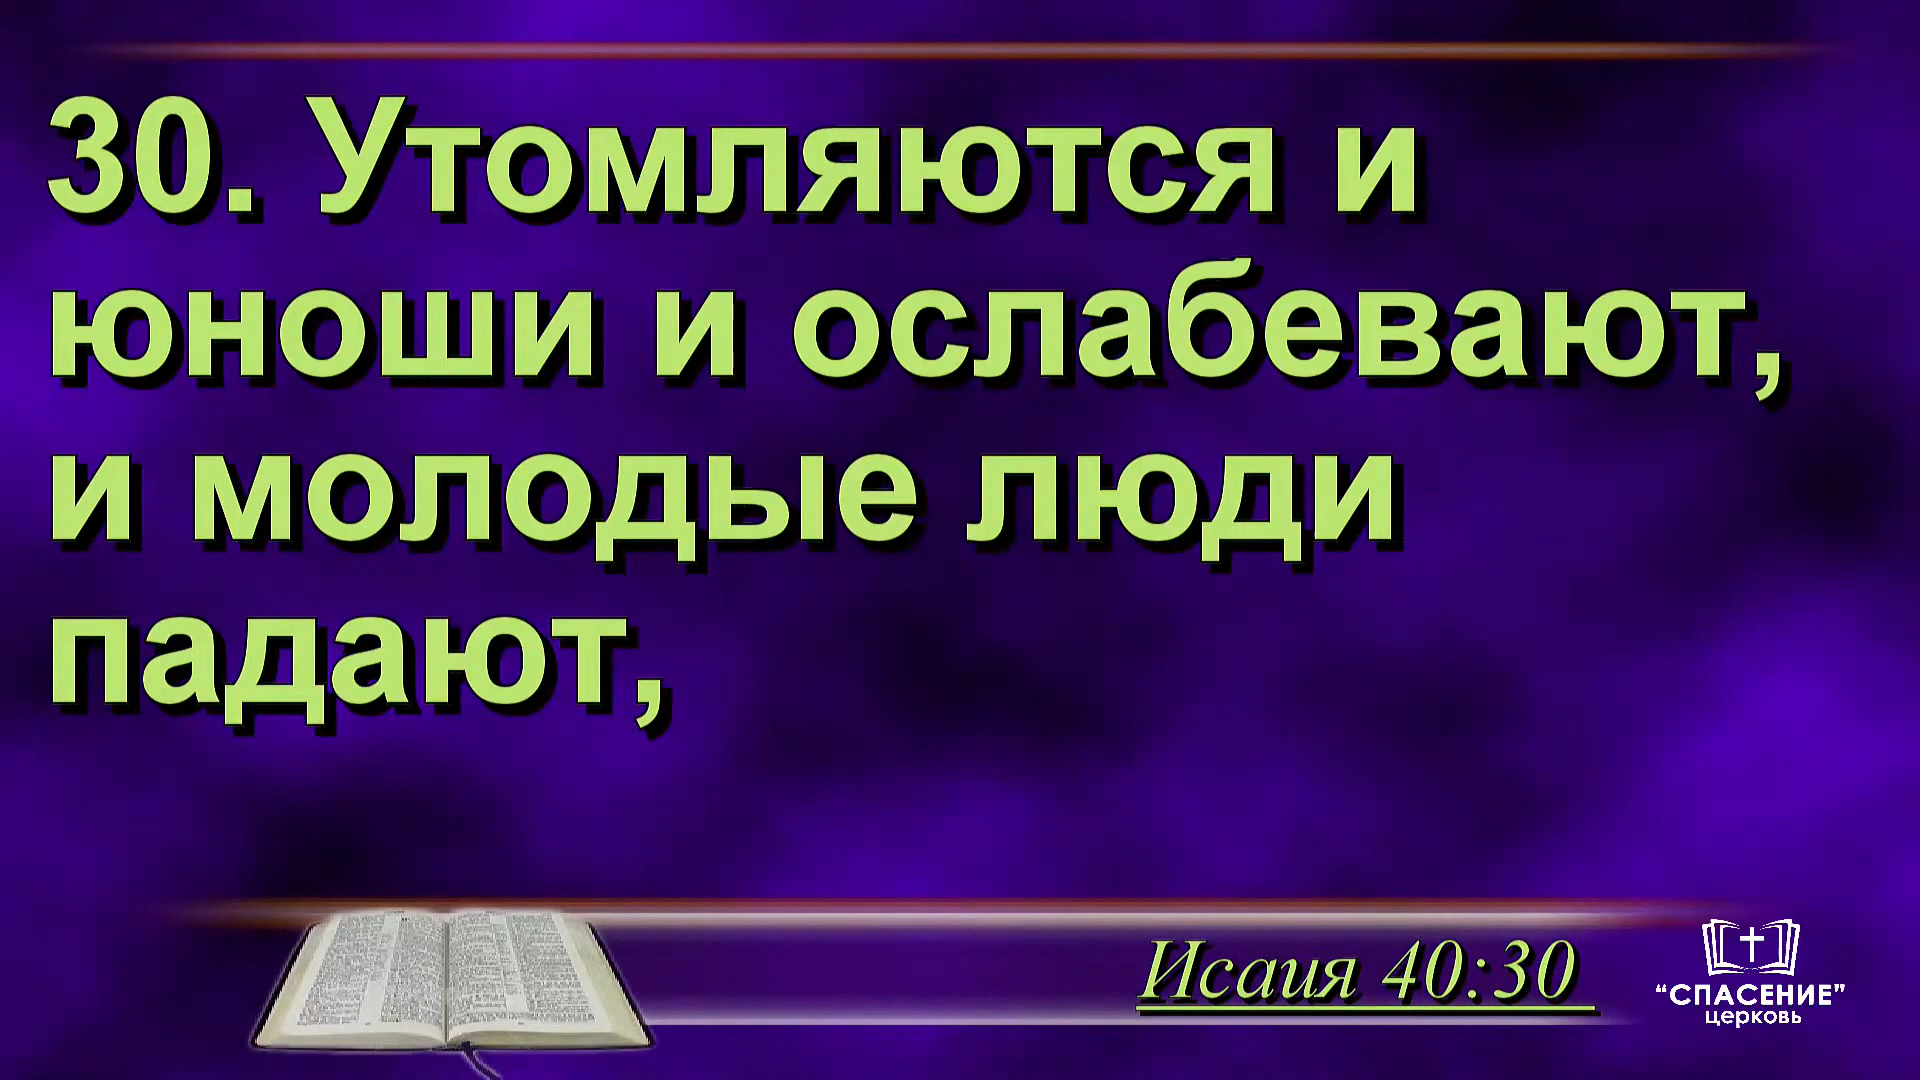 30. Утомляются и
юноши и ослабевают,
и молодые люди
падают,
Исаия 40:30
“СПАСЕНИЕ”
церковь